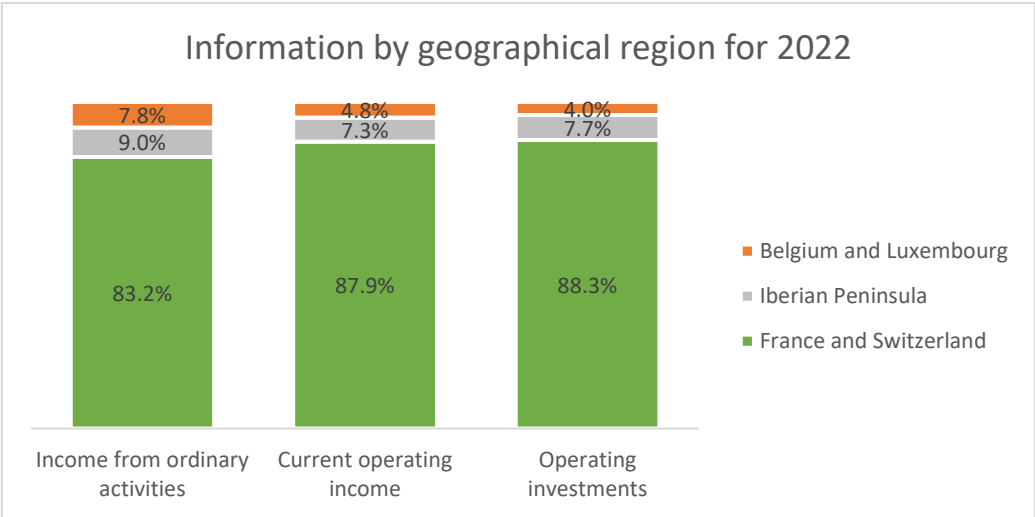 Information by geographical region for 2022
7.8%
4.8%
4.0%
9.0%
7.3%
7.7%
83.2%
87.9%
88.3%
Belgium and Luxembourg
Iberian Peninsula
France and Switzerland
Income from ordinary
activities
Current operating
income
Operating
investments